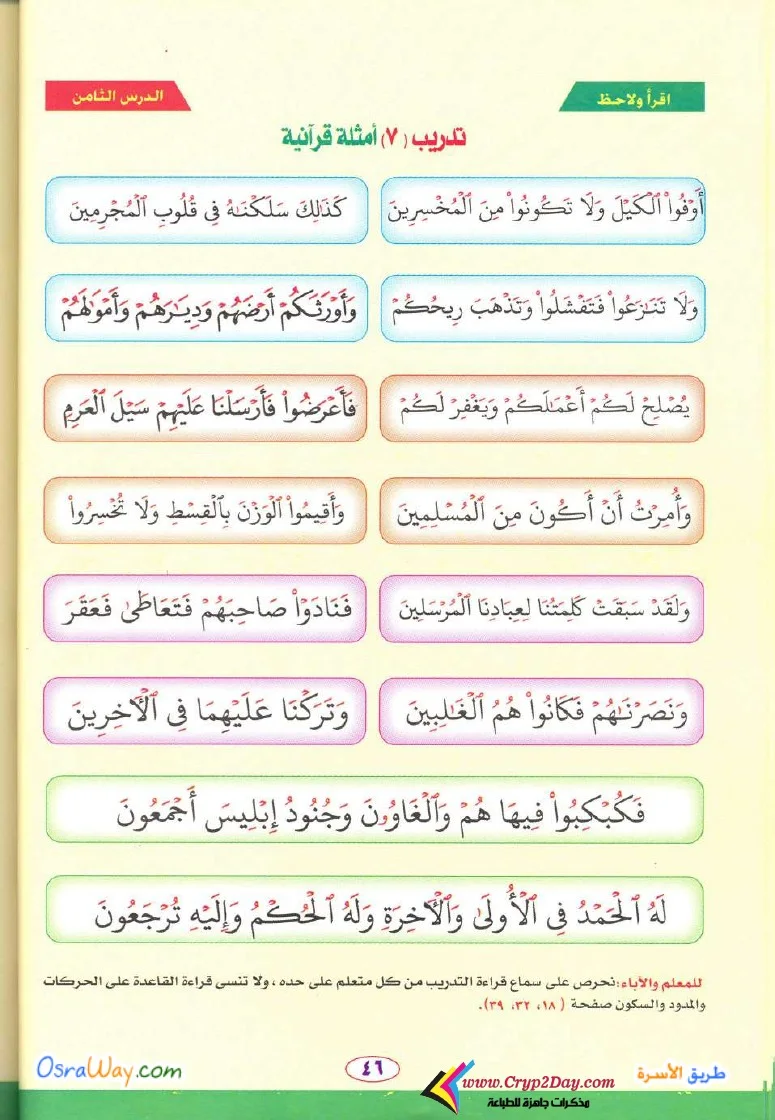 اقرأ ولاحظ
الدرس الثامن
تدريب (٧) أمثلة قرآنية
أَوْفُوا۟ ٱلْكَيْلَ وَلَا تَكُونُوا۟ مِنَ ٱلْمُخْسِرِينَ
كَذَٰلِكَ سَلَكْنَٰهُ فِى قُلُوبِ ٱلْمُجْرِمِينَ
وَلَا تَنَٰزَعُوا۟ فَتَفْشَلُوا۟ وَتَذْهَبَ رِيحُكُمْ
وَأَوْرَثَكُمْ أَرْضَهُمْ وَدِيَٰرَهُمْ وَأَمْوَٰلَهُمْ
يُصْلِحْ لَكُمْ أَعْمَٰلَكُمْ وَيَغْفِرْ لَكُمْ
فَأَعْرَضُوا۟ فَأَرْسَلْنَا عَلَيْهِمْ سَيْلَ ٱلْعَرِمِ
وَأُمِرْتُ أَنْ أَكُونَ مِنَ ٱلْمُسْلِمِينَ
وَأَقِيمُوا۟ ٱلْوَزْنَ بِٱلْقِسْطِ وَلَا تُخْسِرُوا۟
وَلَقَدْ سَبَقَتْ كَلِمَتُنَا لِعِبَادِنَا ٱلْمُرْسَلِينَ
فَنَادَوْا۟ صَاحِبَهُمْ فَتَعَاطَىٰ فَعَقَرَ
وَنَصَرْنَٰهُمْ فَكَانُوا۟ هُمُ ٱلْغَٰلِبِينَ
وَتَرَكْنَا عَلَيْهِمَا فِى ٱلْأَخِرِينَ
فَكُبْكِبُوا۟ فِيهَا هُمْ وَٱلْغَاوُۥنَ وَجُنُودُ إِبْلِيسَ أَجْمَعُونَ
لَهُ ٱلْحَمْدُ فِى ٱلْأُولَىٰ وَٱلْأَخِرَةِ وَلَهُ ٱلْحُكْمُ وَإِلَيْهِ تُرْجَعُونَ
للمعلم والآباء: نحرص على سماع قراءة التدريب من كل متعلم على حده، ولا تنسى قراءة القاعدة على الحركات
والمدود والسكون صفحة (١٨، ٣٢، ٣٩).
طريق الأسرة
٤٦
OsraWay.com
www.Cryp2Day.com
مذكرات جاهزة للطباعة